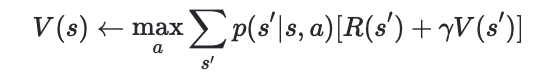 V(s) ← max_a ∑_{s′} p(s′|s, a)[R(s′) + γV(s′)]